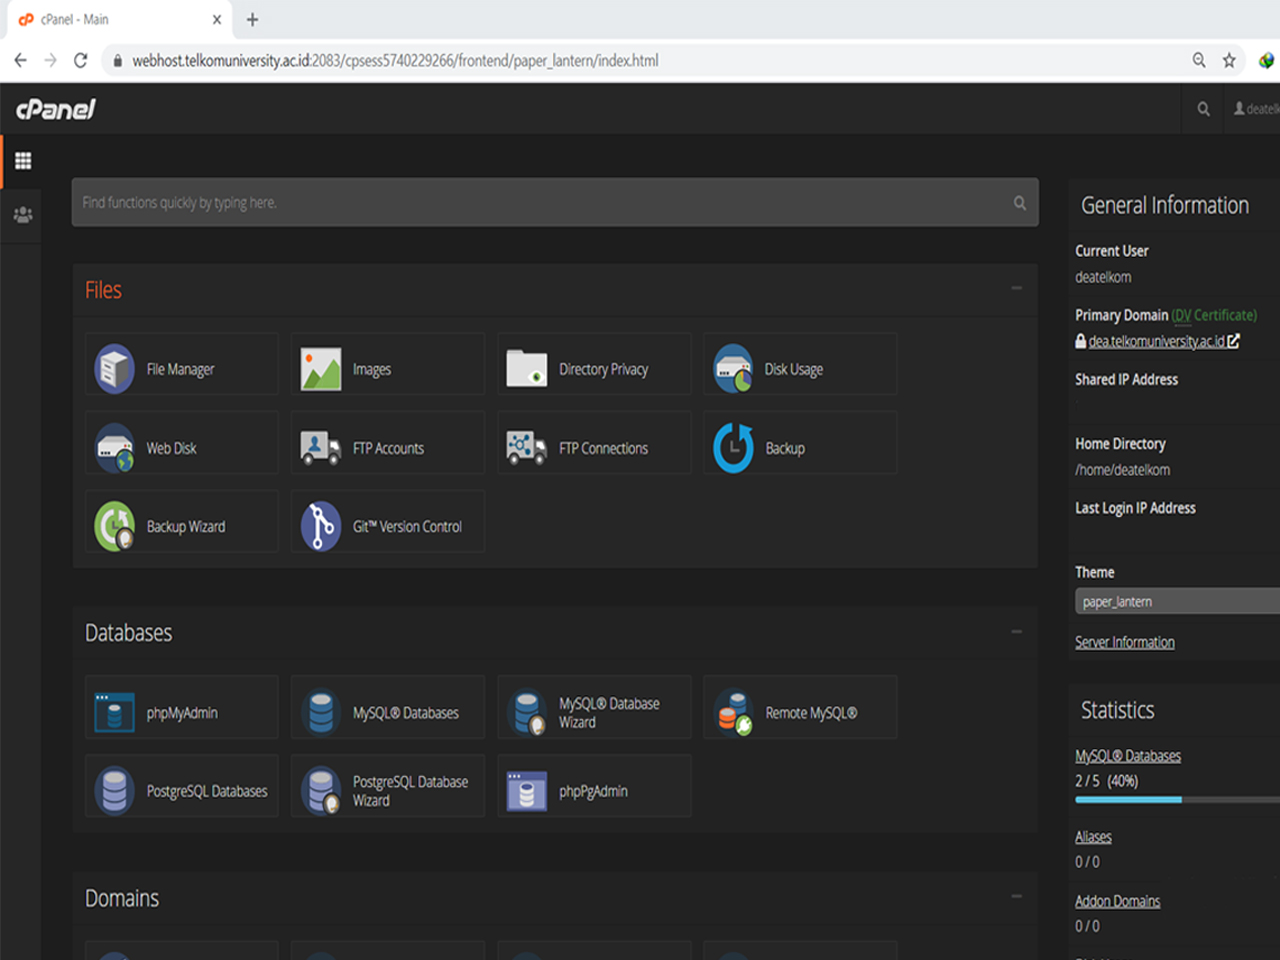 cPanel - Main
webhost.telkomuniversity.ac.id:2083/cpsess5740229266/frontend/paper_lantern/index.html
cPanel
Find functions quickly by typing here.
Files
File Manager
Images
Directory Privacy
Disk Usage
Web Disk
FTP Accounts
FTP Connections
Backup
Backup Wizard
Git™ Version Control
Databases
phpMyAdmin
MySQL® Databases
MySQL® Database
Wizard
Remote MySQL®
PostgreSQL Databases
PostgreSQL Database
Wizard
phpPgAdmin
Domains
General Information
Current User
deatelkom
Primary Domain (DV Certificate)
dea.telkomuniversity.ac.id
Shared IP Address
Home Directory
/home/deatelkom
Last Login IP Address
Theme
paper_lantern
Server Information
Statistics
MySQL® Databases
2 / 5 (40%)
Aliases
0 / 0
Addon Domains
0 / 0